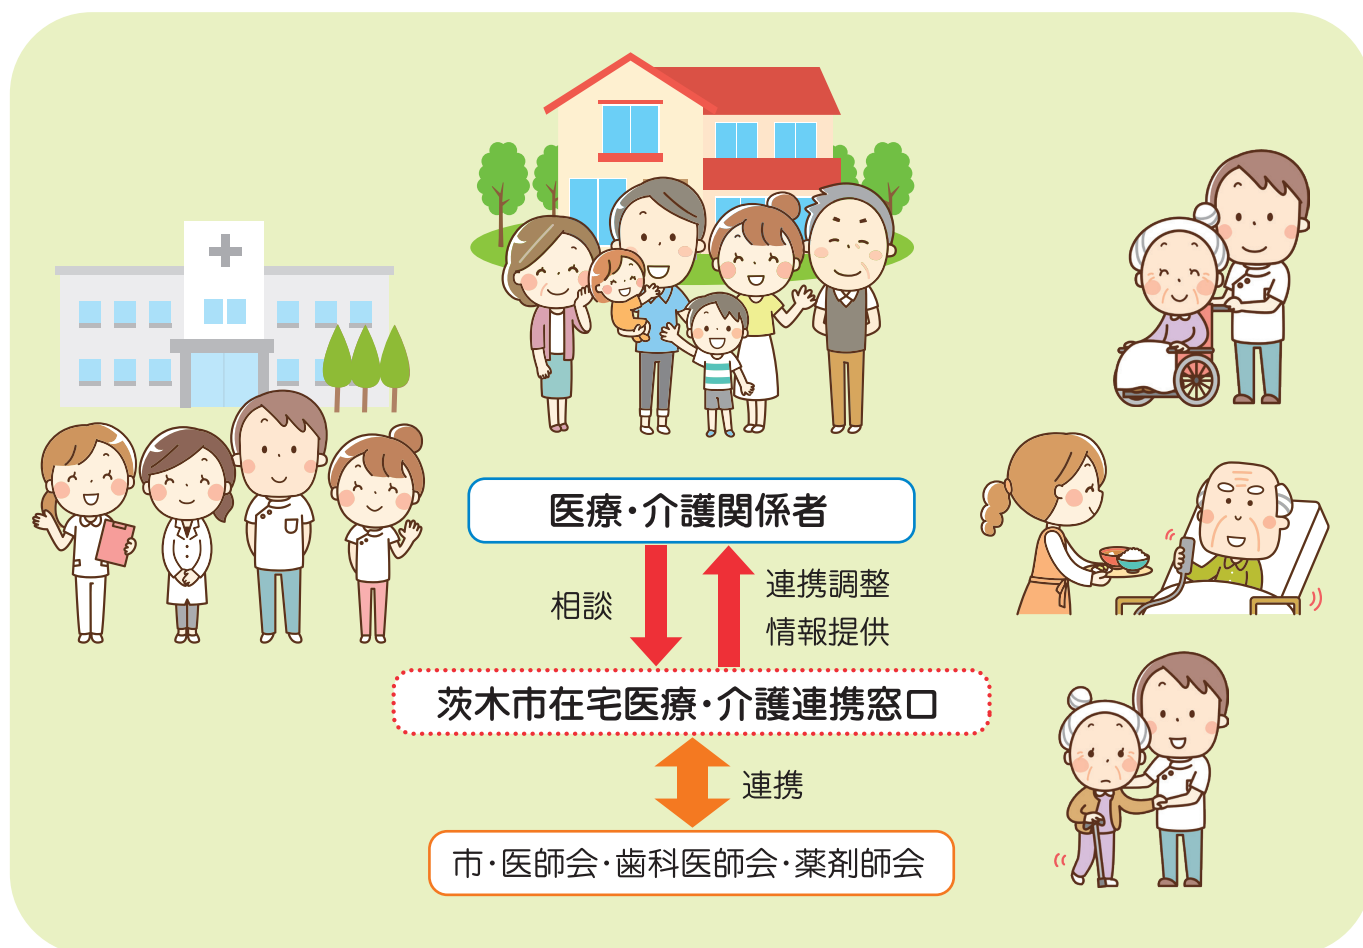 医療・介護関係者
相談
連携調整
情報提供
茨木市在宅医療・介護連携窓口
連携
市・医師会・歯科医師会・薬剤師会